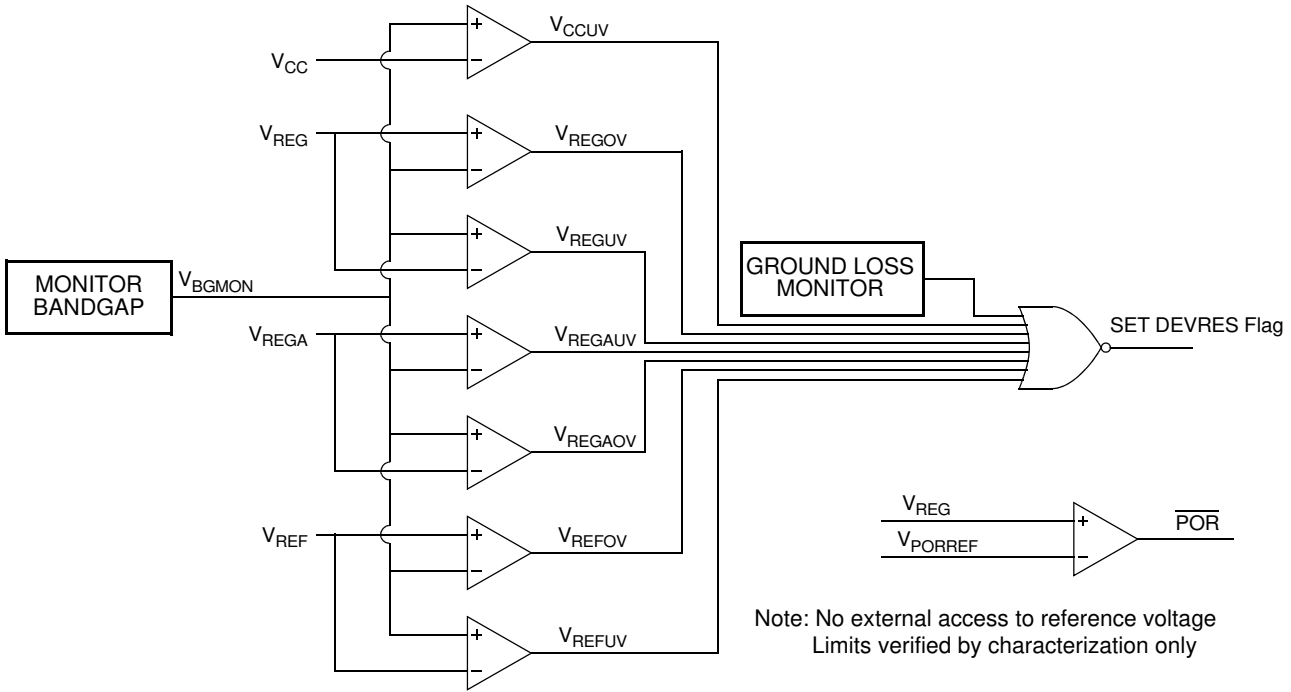 VCCUV
VCC
VREG
VREGOV
VREGUV
MONITOR
BANDGAP
VBGMON
GROUND LOSS
MONITOR
VREGA
VREGAUV
SET DEVRES Flag
VREGAOV
VREF
VREFOV
VREFUV
VREG
VPORREF
POR
+
−
+
−
+
−
+
−
+
−
+
−
+
−
+
−
Note: No external access to reference voltage
Limits verified by characterization only